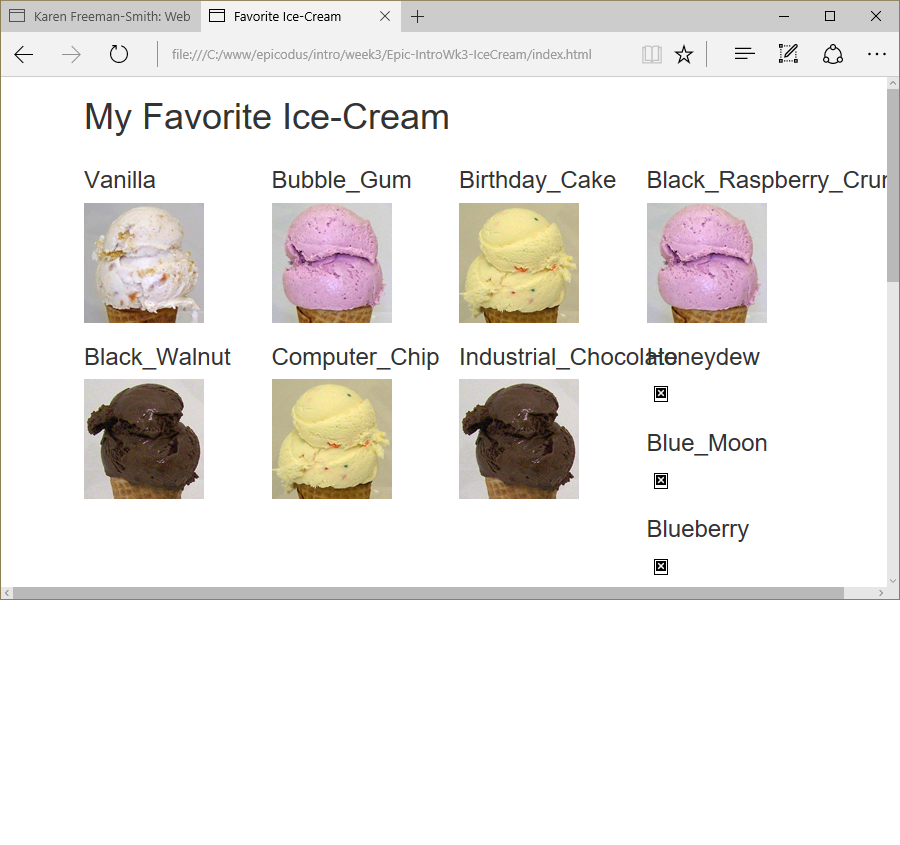 Karen Freeman-Smith: Web
Favorite Ice-Cream
file:///C:/www/epicodus/intro/week3/Epic-IntroWk3-IceCream/index.html
My Favorite Ice-Cream
Vanilla Bubble_Gum Birthday_Cake Black_Raspberry_Crun
Black_Walnut Computer_Chip Industrial_Chocolate Honeydew
Blue_Moon
Blueberry